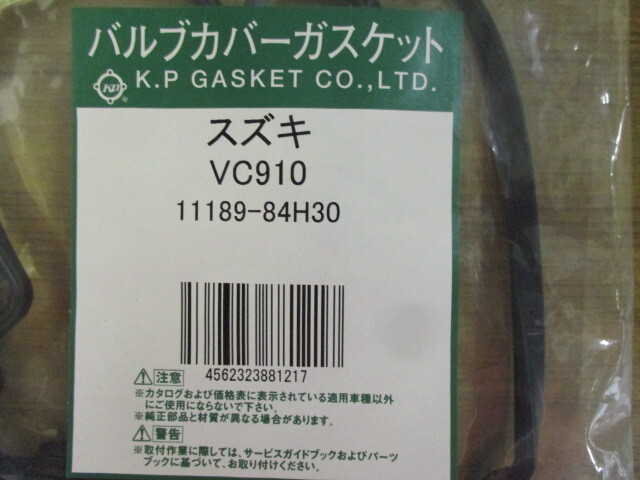 バルブカバーガスケット
KP ® K.P GASKET CO.,LTD.
スズキ
VC910
11189-84H30
4562323881217
⚠注意
※カタログおよび価格表に表示されている適用車種以外
にご使用にならないで下さい。
※純正部品と材質が異なる場合があります。
⚠警告
※取付作業に際しては、サービスガイドブックおよびパーツ
ブックに基づいて、お取り付けください。